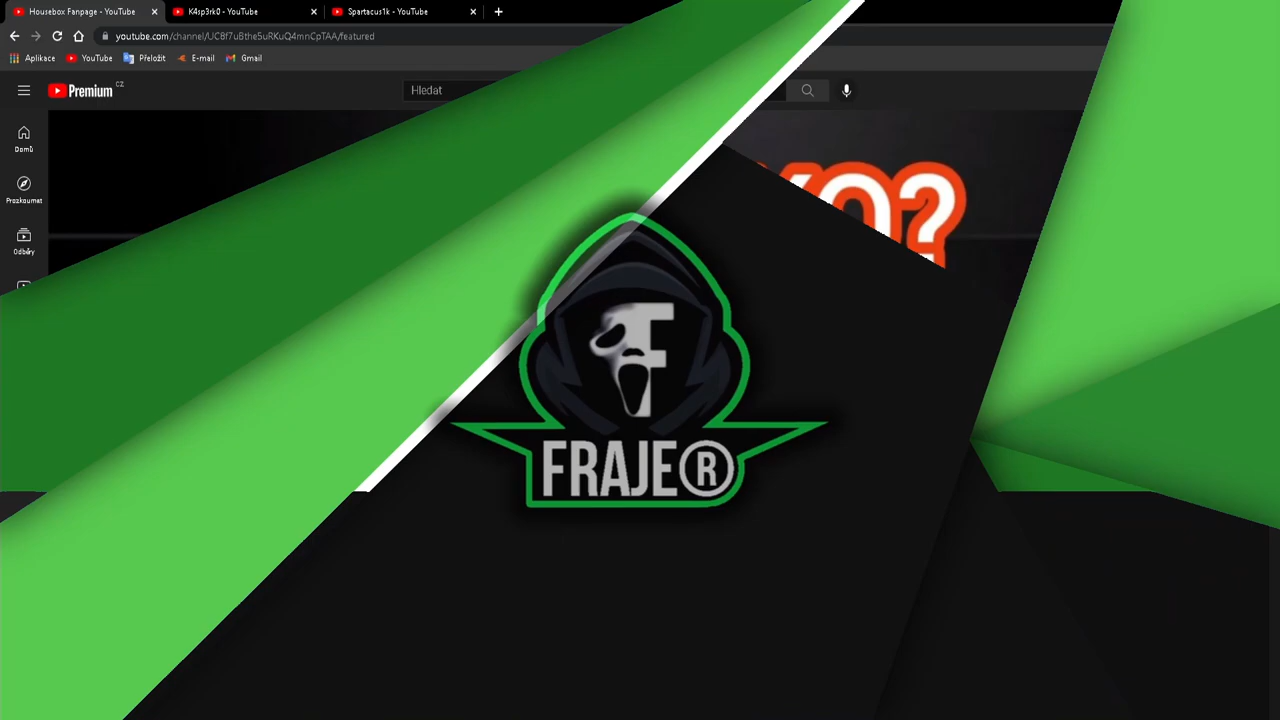 Housebox Fanpage - YouTube
K4sp3rk0 - YouTube
Spartacus1k - YouTube
youtube.com/channel/UC8f7uBthe5uRKuQ4mnCpTAA/featured
Aplikace
YouTube
Přeložit
E-mail
Gmail
Premium CZ
Hledat
Domů
Prozkoumat
Odběry
O?
F
FRAJE®